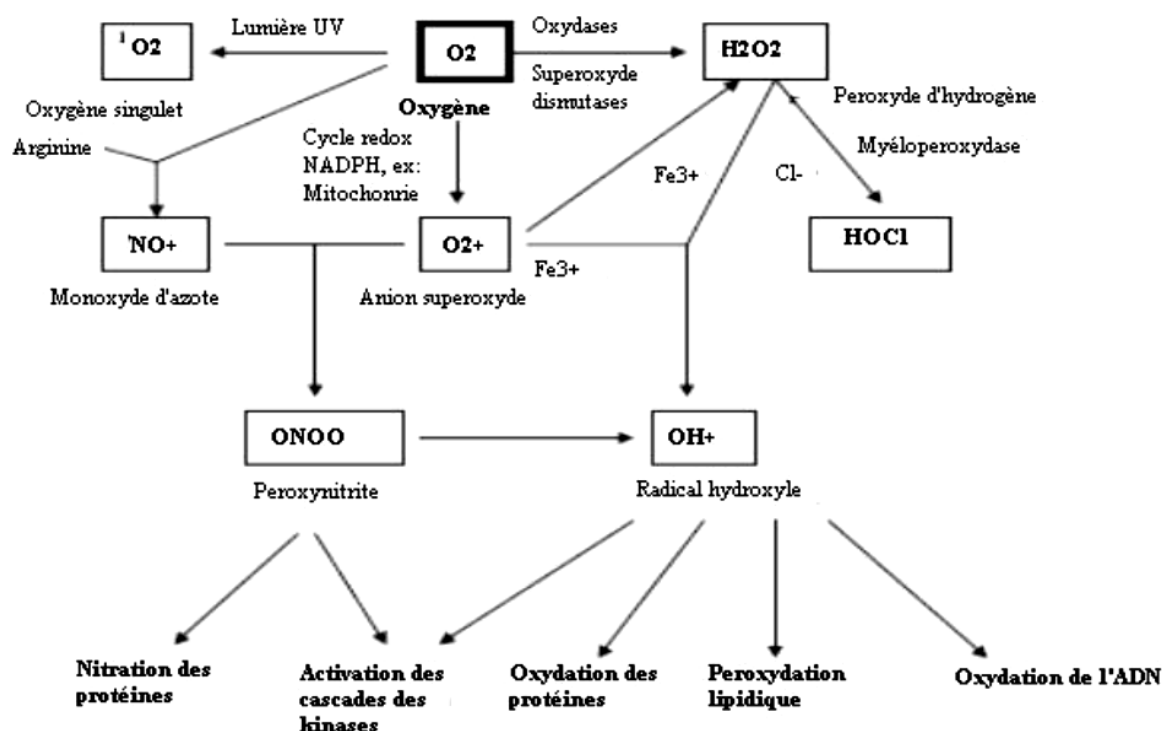 Lumière UV
¹O2
O2
Oxydases
H2O2
Oxygène singulet
Oxygène
Superoxyde
dismutases
Peroxyde d'hydrogène
Arginine
Cycle redox
NADPH, ex:
Mitochonrie
Myéloperoxydase
Fe3+
Cl-
'NO+
O2+
HOCl
Fe3+
Monoxyde d'azote
Anion superoxyde
ONOO
OH+
Peroxynitrite
Radical hydroxyle
Nitration des
protéines
Activation des
cascades des
kinases
Oxydation des
protéines
Peroxydation
lipidique
Oxydation de l'ADN